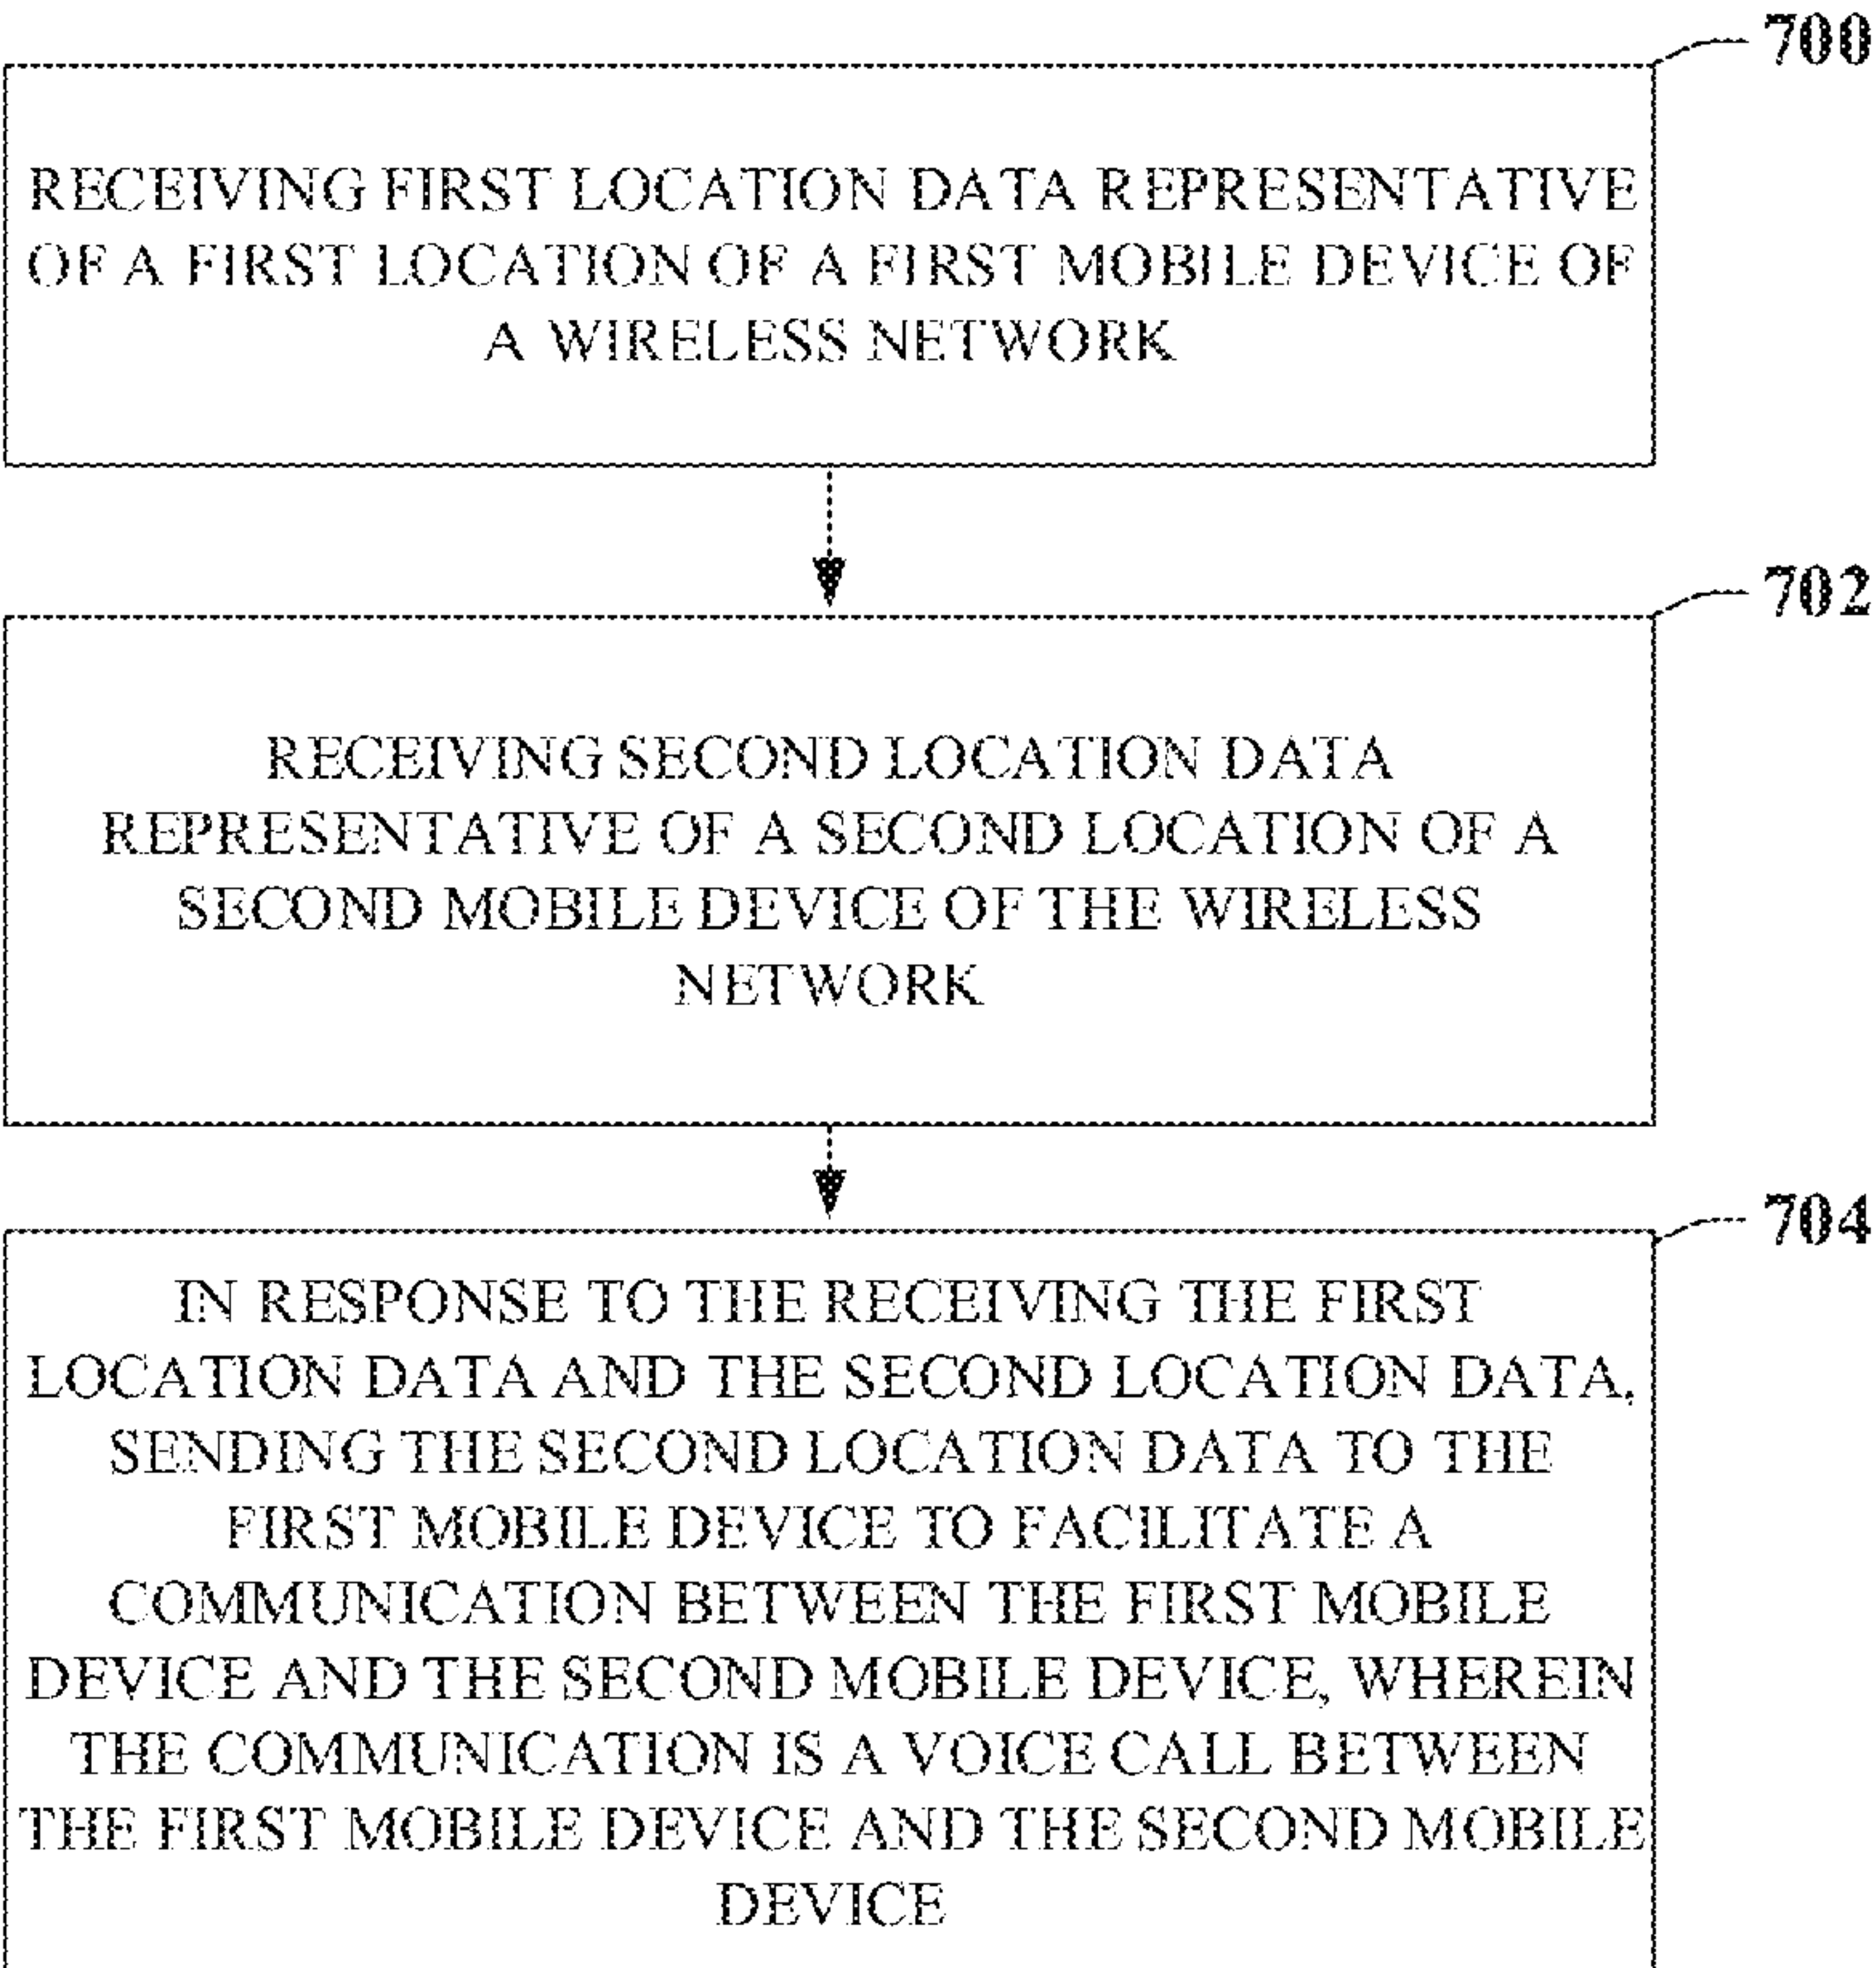 700
RECEIVING FIRST LOCATION DATA REPRESENTATIVE
OF A FIRST LOCATION OF A FIRST MOBILE DEVICE OF
A WIRELESS NETWORK
702
RECEIVING SECOND LOCATION DATA
REPRESENTATIVE OF A SECOND LOCATION OF A
SECOND MOBILE DEVICE OF THE WIRELESS
NETWORK
704
IN RESPONSE TO THE RECEIVING THE FIRST
LOCATION DATA AND THE SECOND LOCATION DATA,
SENDING THE SECOND LOCATION DATA TO THE
FIRST MOBILE DEVICE TO FACILITATE A
COMMUNICATION BETWEEN THE FIRST MOBILE
DEVICE AND THE SECOND MOBILE DEVICE, WHEREIN
THE COMMUNICATION IS A VOICE CALL BETWEEN
THE FIRST MOBILE DEVICE AND THE SECOND MOBILE
DEVICE